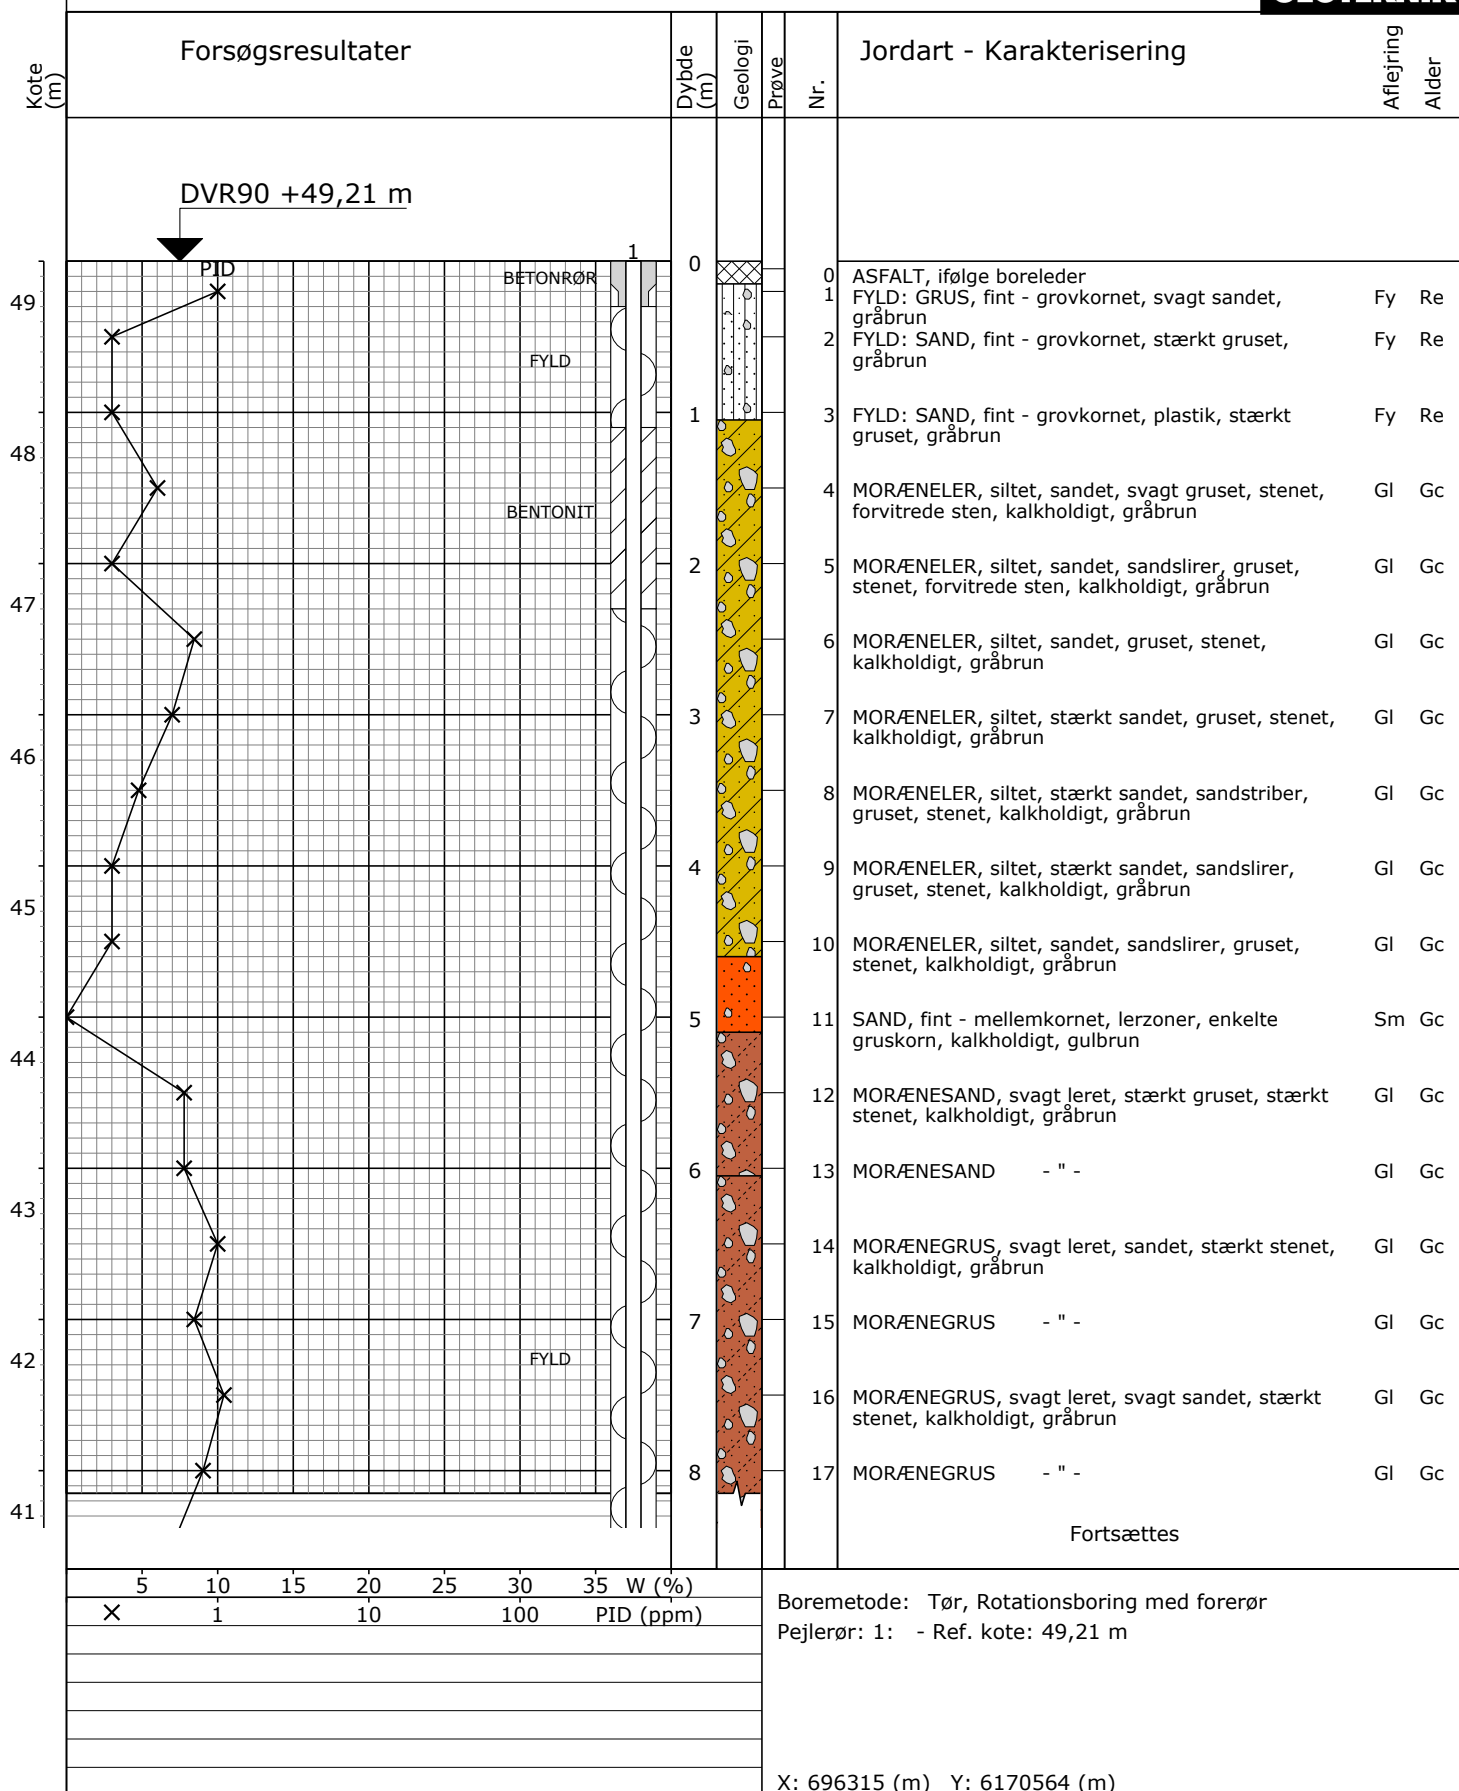 Forsøgsresultater
Kote
(m)
Dybde
(m)
Geologi
Prøve
Nr.
Jordart - Karakterisering
Aflejring
Alder
DVR90 +49,21 m
PID
1
BETONRØR
FYLD
BENTONIT
FYLD
49
48
47
46
45
44
43
42
41
0
1
2
3
4
5
6
7
8
0 ASFALT, ifølge boreleder
1 FYLD: GRUS, fint - grovkornet, svagt sandet, Fy Re
gråbrun
2 FYLD: SAND, fint - grovkornet, stærkt gruset, Fy Re
gråbrun
3 FYLD: SAND, fint - grovkornet, plastik, stærkt Fy Re
gruset, gråbrun
4 MORÆNELER, siltet, sandet, svagt gruset, stenet, Gl Gc
forvitrede sten, kalkholdigt, gråbrun
5 MORÆNELER, siltet, sandet, sandslirer, gruset, Gl Gc
stenet, forvitrede sten, kalkholdigt, gråbrun
6 MORÆNELER, siltet, sandet, gruset, stenet, Gl Gc
kalkholdigt, gråbrun
7 MORÆNELER, siltet, stærkt sandet, gruset, stenet, Gl Gc
kalkholdigt, gråbrun
8 MORÆNELER, siltet, stærkt sandet, sandstriber, Gl Gc
gruset, stenet, kalkholdigt, gråbrun
9 MORÆNELER, siltet, stærkt sandet, sandslirer, Gl Gc
gruset, stenet, kalkholdigt, gråbrun
10 MORÆNELER, siltet, sandet, sandslirer, gruset, Gl Gc
stenet, kalkholdigt, gråbrun
11 SAND, fint - mellemkornet, lerzoner, enkelte Sm Gc
gruskorn, kalkholdigt, gulbrun
12 MORÆNESAND, svagt leret, stærkt gruset, stærkt Gl Gc
stenet, kalkholdigt, gråbrun
13 MORÆNESAND - " - Gl Gc
14 MORÆNEGRUS, svagt leret, sandet, stærkt stenet, Gl Gc
kalkholdigt, gråbrun
15 MORÆNEGRUS - " - Gl Gc
16 MORÆNEGRUS, svagt leret, svagt sandet, stærkt Gl Gc
stenet, kalkholdigt, gråbrun
17 MORÆNEGRUS - " - Gl Gc
Fortsættes
5 10 15 20 25 30 35 W (%)
1 10 100 PID (ppm)
Boremetode: Tør, Rotationsboring med forerør
Pejlerør: 1: - Ref. kote: 49,21 m
X: 696315 (m) Y: 6170564 (m)